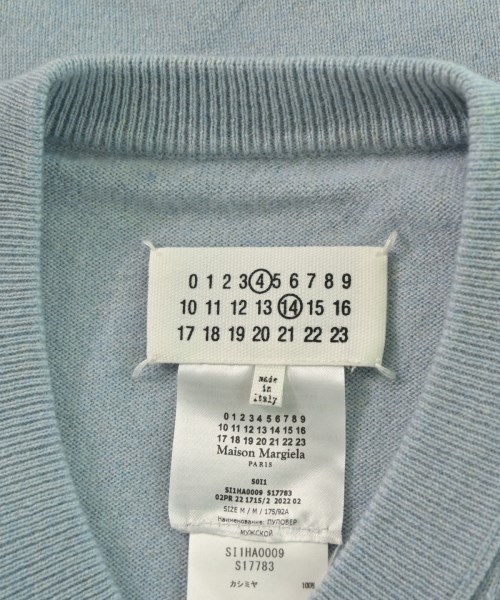 0 1 2 3 4 5 6 7 8 9
10 11 12 13 14 15 16
17 18 19 20 21 22 23
made
in
Italy
0 1 2 3 4 5 6 7 8 9
10 11 12 13 14 15 16
17 18 19 20 21 22 23
Maison Margiela
PARIS
S0I1
SI1HA0009 S17783
02PR 22 1715/2 2022 02
SIZE M / M / 175/92A
Наименование: ПУЛОВЕР
МУЖСКОЙ
SI1HA0009
S17783
カシミヤ 100%